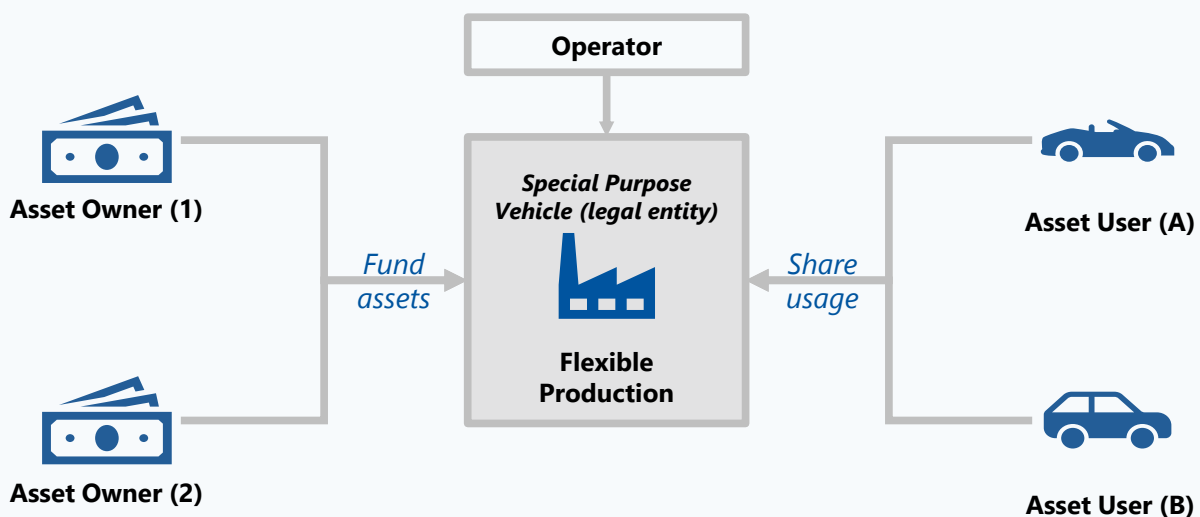 Operator
Asset Owner (1)
Special Purpose
Vehicle (legal entity)
Asset User (A)
Fund
assets
Share
usage
Flexible
Production
Asset Owner (2)
Asset User (B)